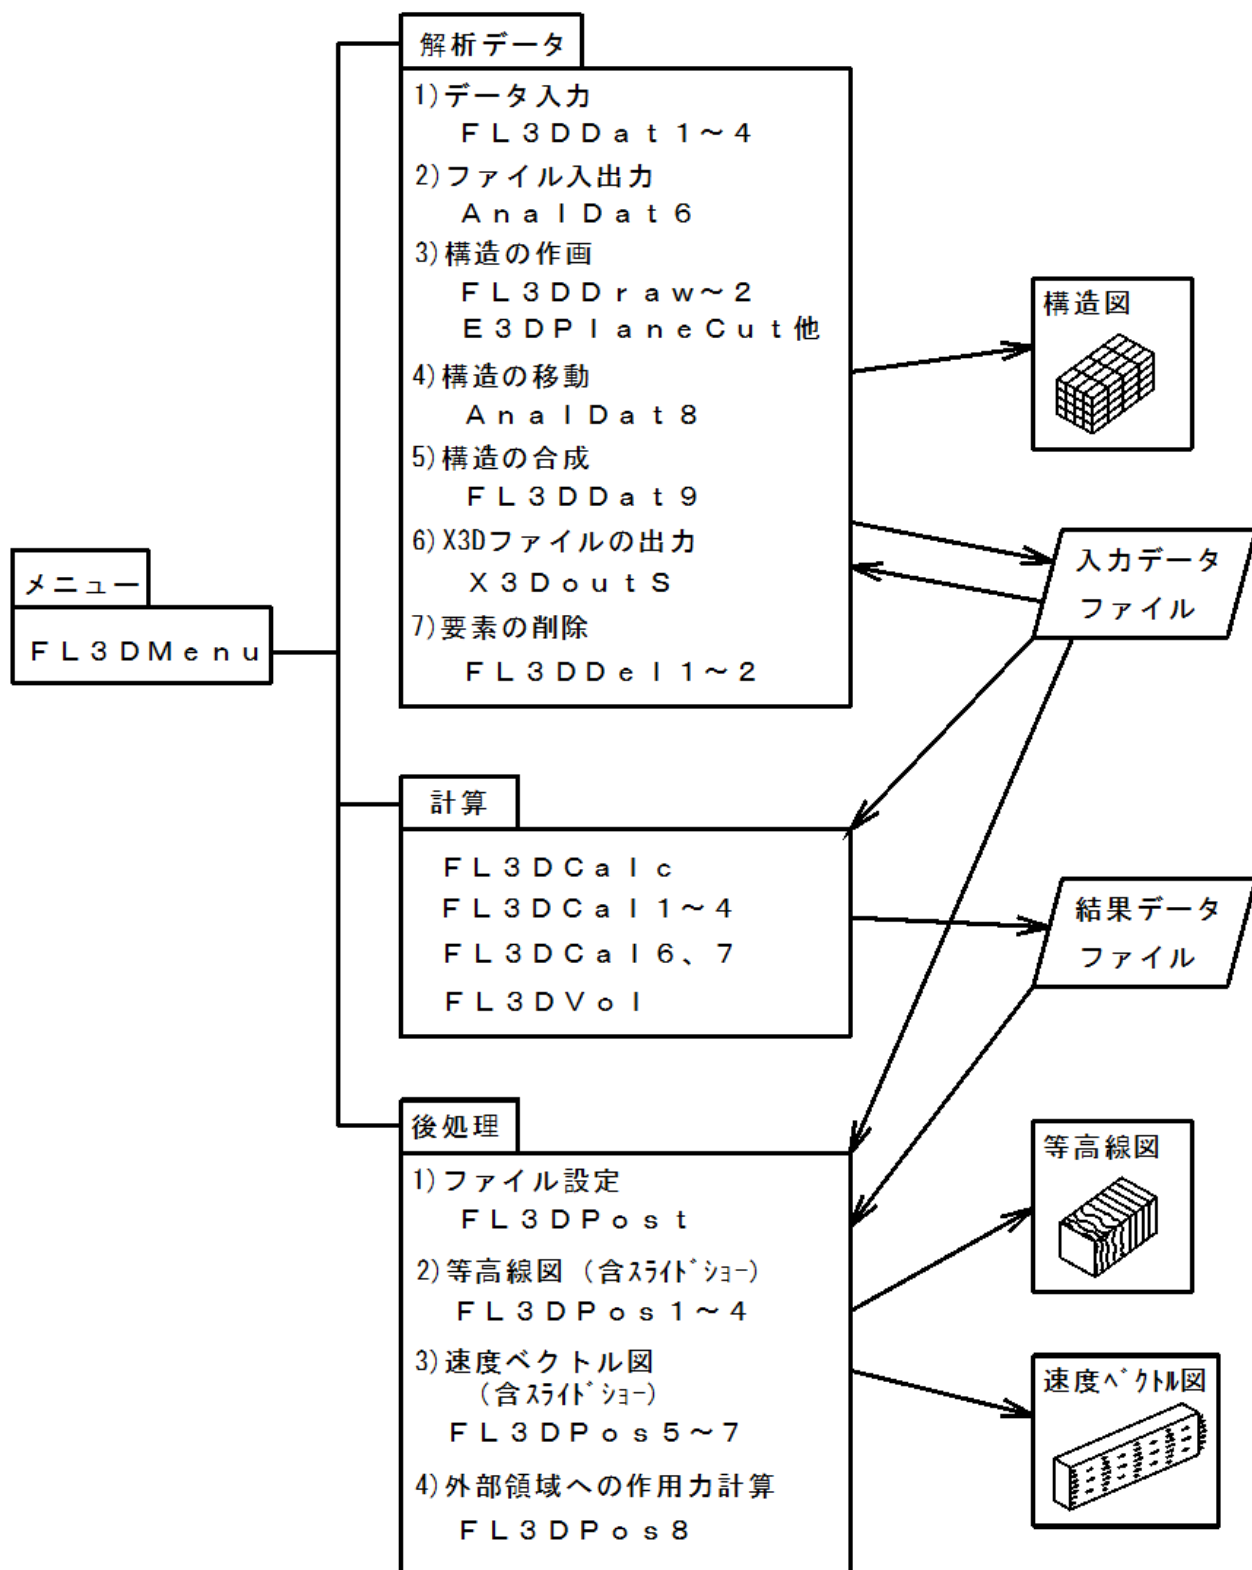 メニュー
FL3DMenu
解析データ
1)データ入力
FL3DDat1~4
2)ファイル入出力
AnalDat6
3)構造の作画
FL3DDraw~2
E3DPlaneCut他
4)構造の移動
AnalDat8
5)構造の合成
FL3DDat9
6)X3Dファイルの出力
X3DoutS
7)要素の削除
FL3DDel1~2
計算
FL3DCalc
FL3DCal1~4
FL3DCal6、7
FL3DVol
後処理
1)ファイル設定
FL3DPost
2)等高線図(含スライドショー)
FL3DPos1~4
3)速度ベクトル図
(含スライドショー)
FL3DPos5~7
4)外部領域への作用力計算
FL3DPos8
構造図
入力データ
ファイル
結果データ
ファイル
等高線図
速度ベクトル図